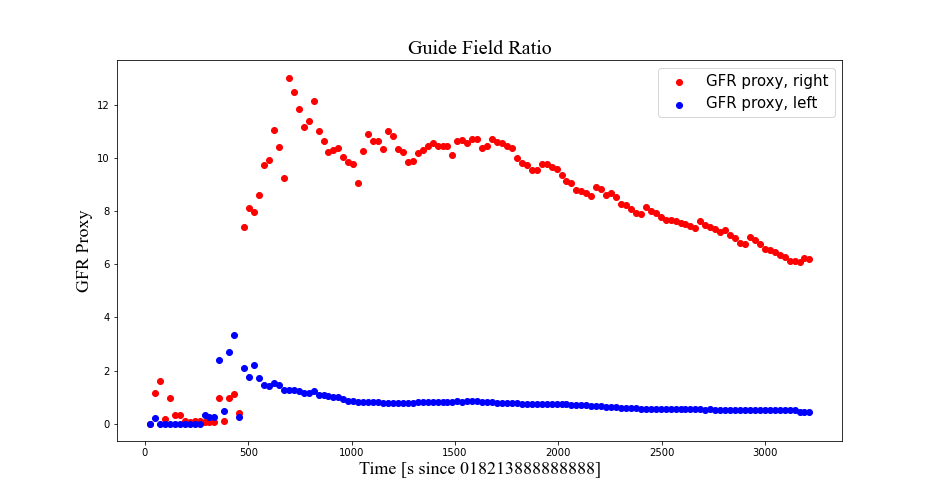 Guide Field Ratio
GFR proxy, right
GFR proxy, left
GFR Proxy
12
10
8
6
4
2
0
0 500 1000 1500 2000 2500 3000
Time [s since 018213888888888]